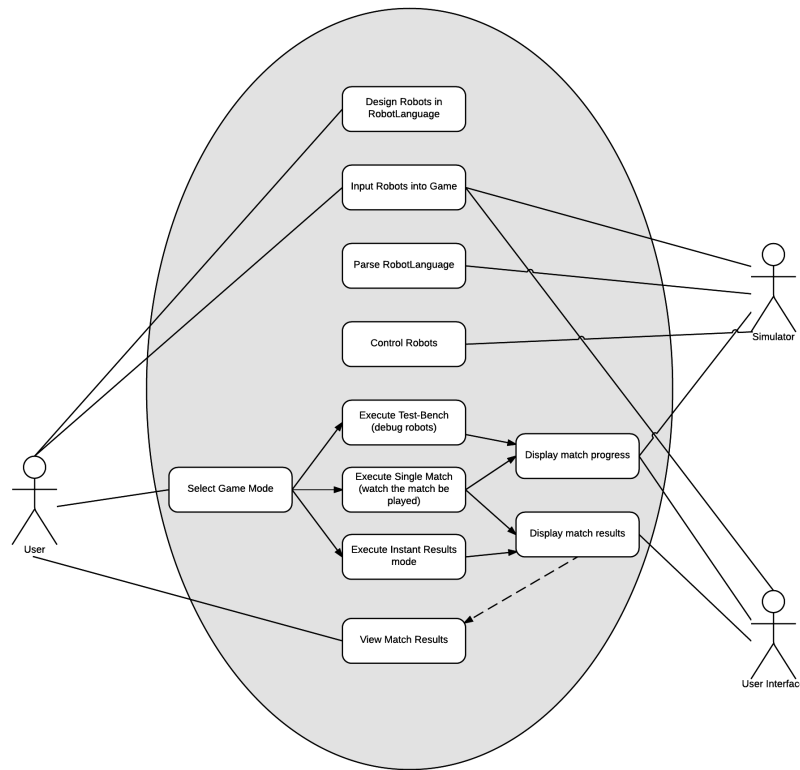 Design Robots in
RobotLanguage
Input Robots into Game
Parse RobotLanguage
Simulator
Control Robots
Execute Test-Bench
(debug robots)
Display match progress
Select Game Mode
Execute Single Match
(watch the match be
played)
Display match results
User
Execute Instant Results
mode
View Match Results
User Interfac